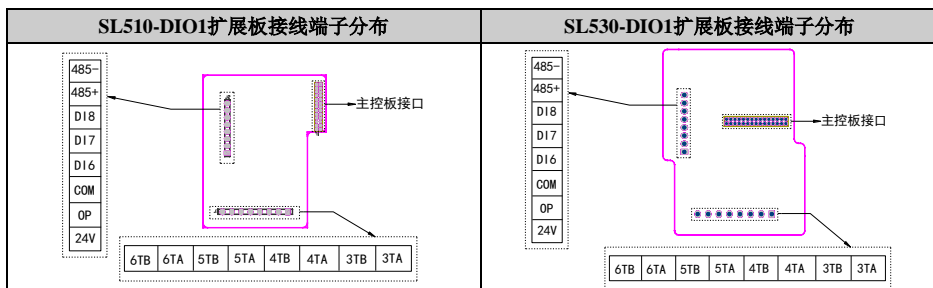 SL510-DIO1扩展板接线端子分布
485-
485+
DI8
DI7
DI6
COM
OP
24V
主控板接口
6TB 6TA 5TB 5TA 4TB 4TA 3TB 3TA
SL530-DIO1扩展板接线端子分布
485-
485+
DI8
DI7
DI6
COM
OP
24V
主控板接口
6TB 6TA 5TB 5TA 4TB 4TA 3TB 3TA